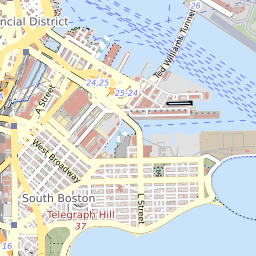 26
ncial District
Ted Williams Tunnel
24;25
25-24
A Street
West Broadway
South Boston
L Street
Telegraph Hill
37
16